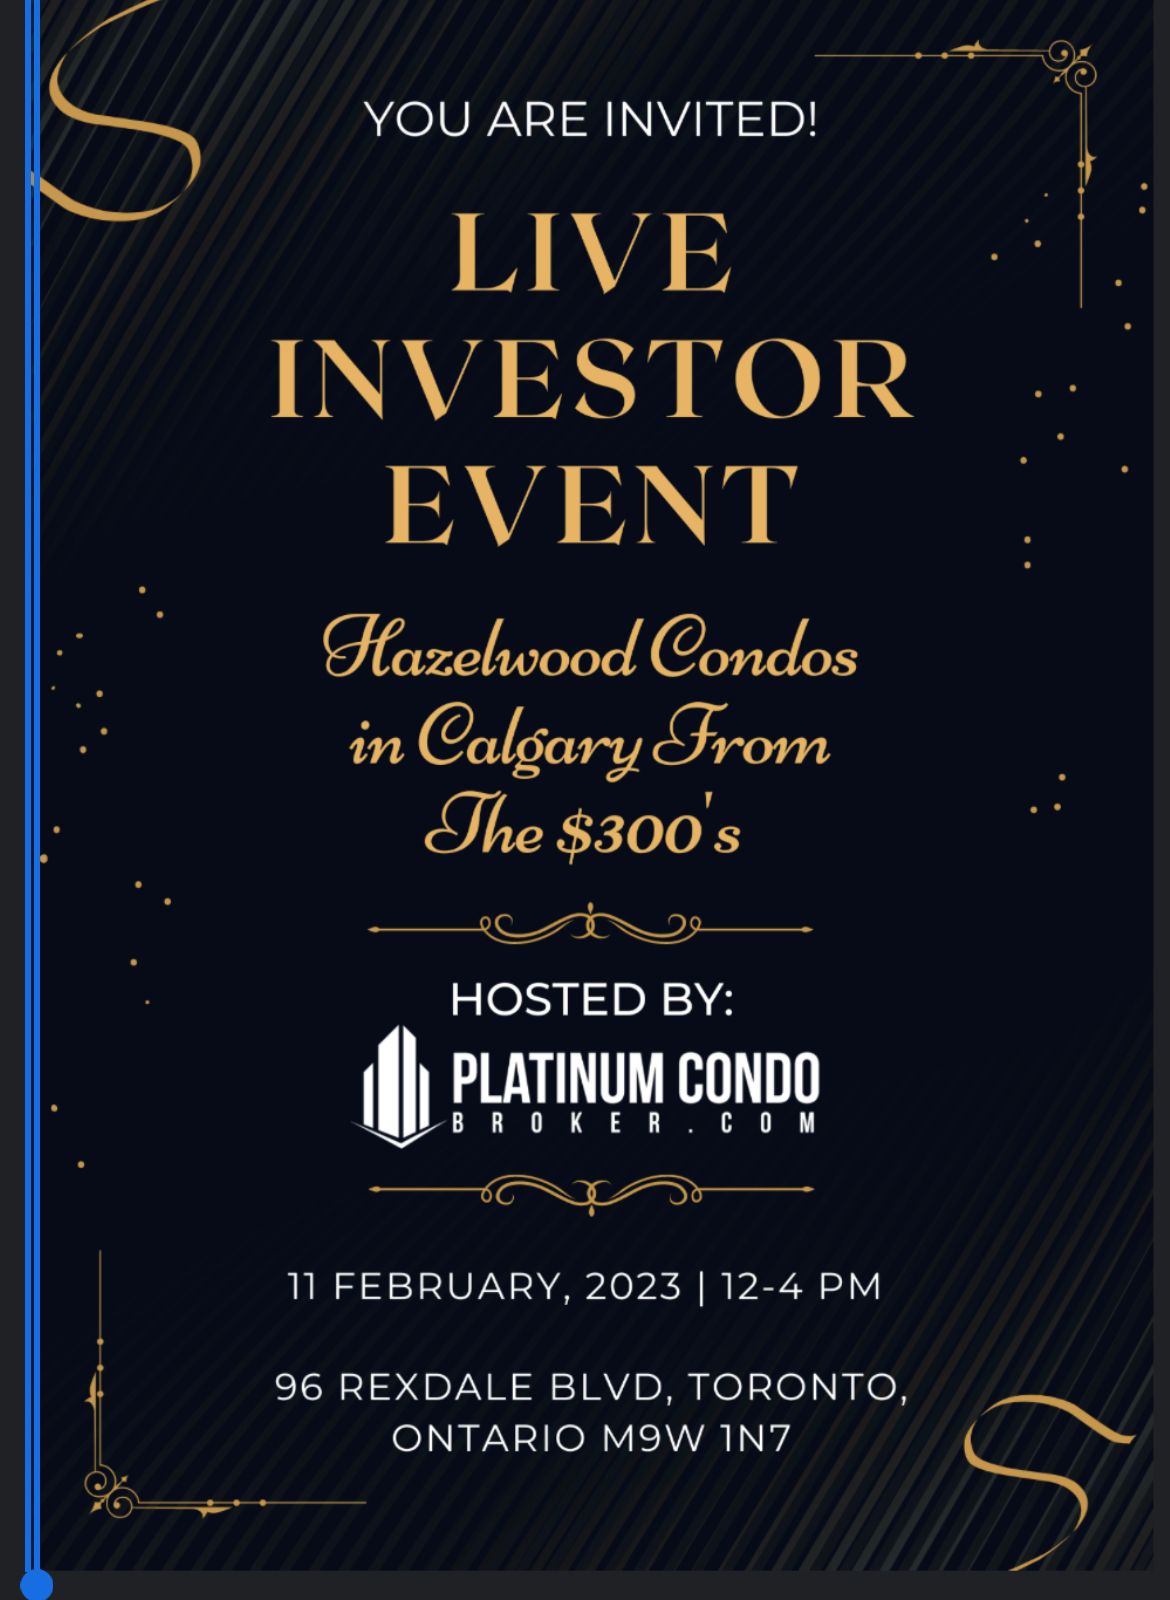 YOU ARE INVITED!
LIVE
INVESTOR
EVENT
Hazelwood Condos
in Calgary From
The $300's
HOSTED BY:
PLATINUM CONDO
BROKER.COM
11 FEBRUARY, 2023 | 12-4 PM
96 REXDALE BLVD, TORONTO,
ONTARIO M9W 1N7